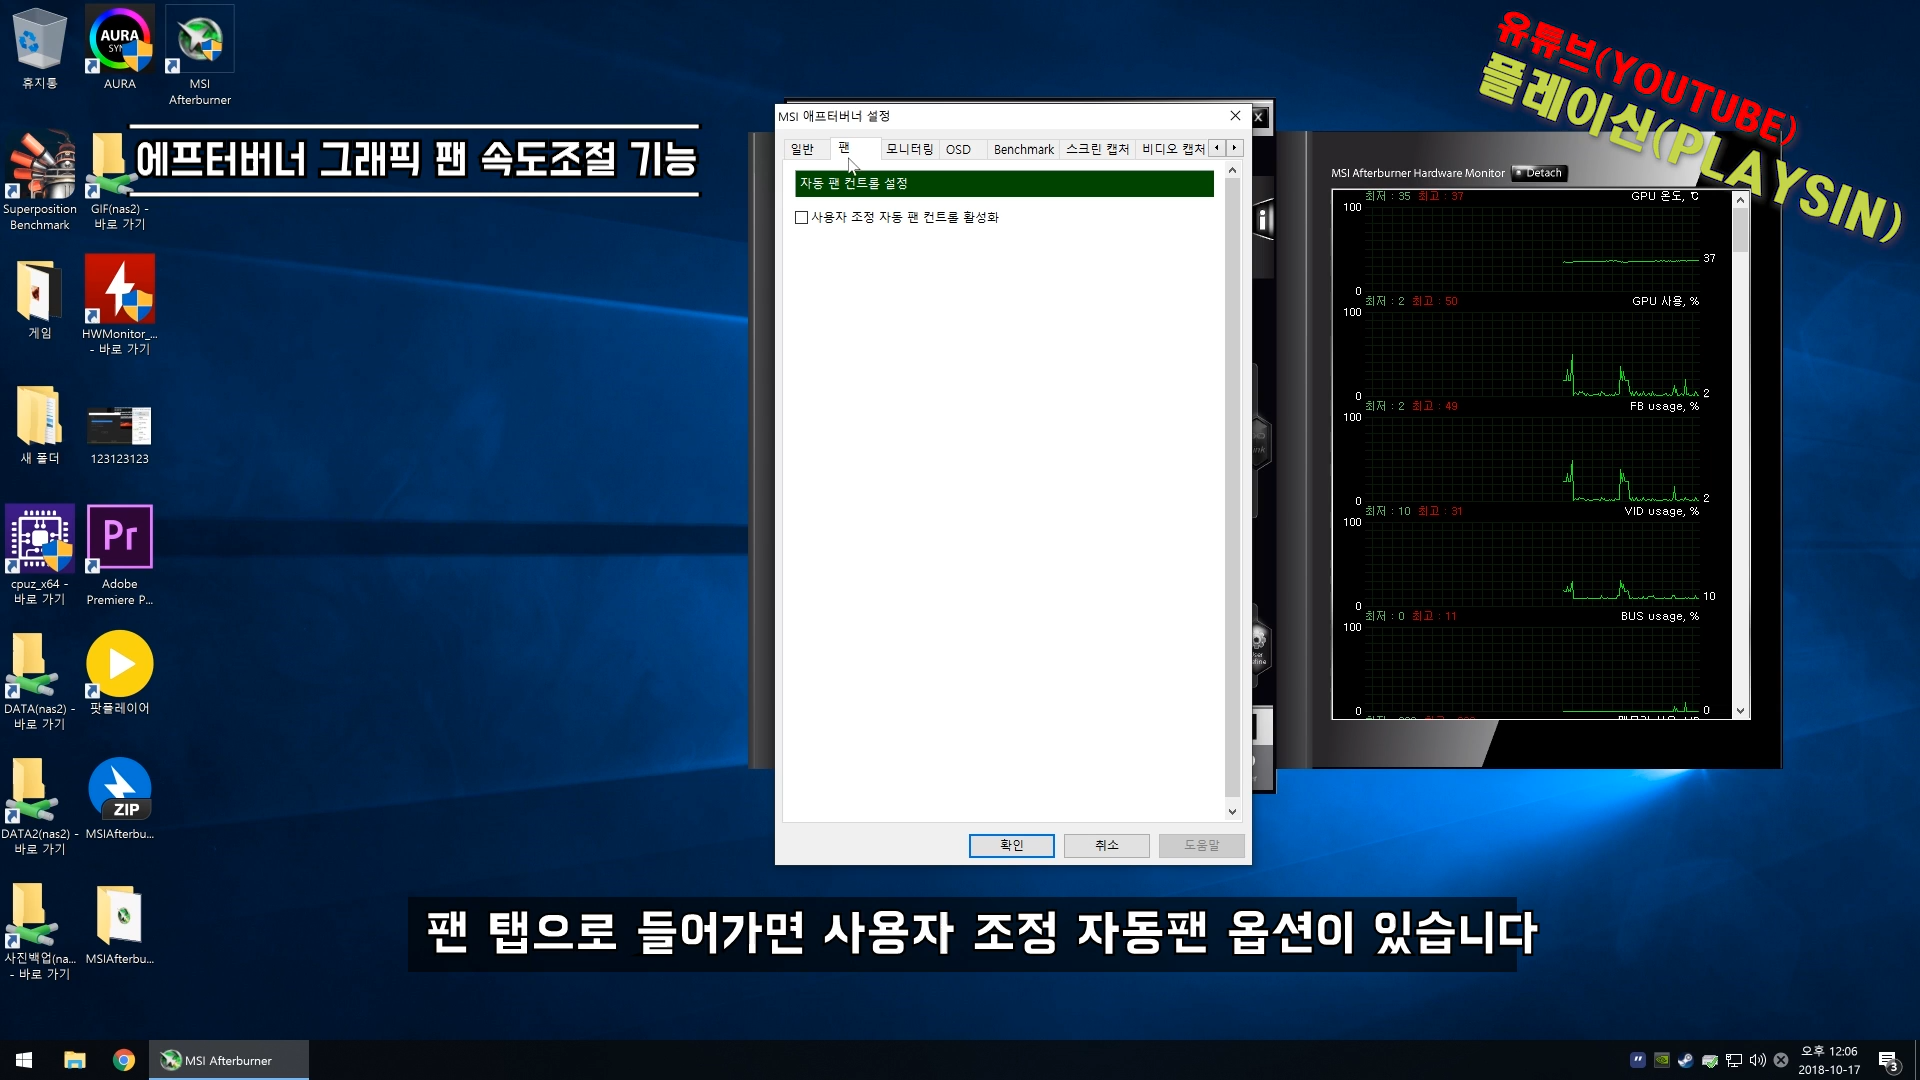 휴지통
AURA
SYNC
AURA
MSI
Afterburner
에프터버너 그래픽 팬 속도조절 기능
Superposition
Benchmark
GIF(nas2) -
바로 가기
게임
HWMonitor_...
- 바로 가기
새 폴더
123123123
cpuz_x64 -
바로 가기
Pr
Adobe
Premiere P...
DATA(nas2) -
바로 가기
팟플레이어
DATA2(nas2) -
바로 가기
ZIP
MSIAfterbu...
사진백업(na...
- 바로 가기
MSIAfterbu...
MSI 애프터버너 설정
일반 팬 모니터링 OSD Benchmark 스크린 캡처 비디오 캡처
자동 팬 컨트롤 설정
사용자 조정 자동 팬 컨트롤 활성화
확인 취소 도움말
유튜브(YOUTUBE)
플레이신(PLAYSIN)
MSI Afterburner Hardware Monitor Detach
최저 : 35 최고 : 37 GPU 온도, ℃
100
37
0
최저 : 2 최고 : 50 GPU 사용, %
100
2
0
최저 : 2 최고 : 49 FB usage, %
100
2
0
최저 : 10 최고 : 31 VID usage, %
100
10
0
최저 : 0 최고 : 11 BUS usage, %
100
0
0
팬 탭으로 들어가면 사용자 조정 자동팬 옵션이 있습니다
MSI Afterburner
오후 12:06
2018-10-17
3